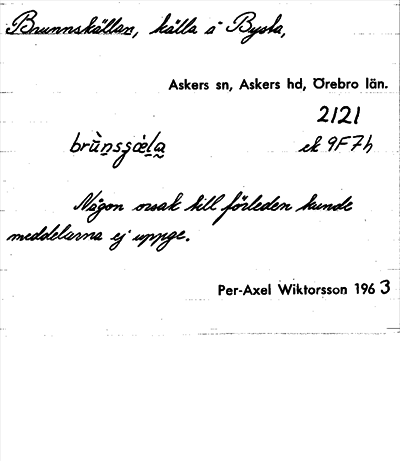 Brunnskällan, källa å Bysta,
Askers sn, Askers hd, Örebro län.
2121
ek 9F7h
Någon orsak till förleden kunde
meddelarna ej uppge.
Per-Axel Wiktorsson 1963